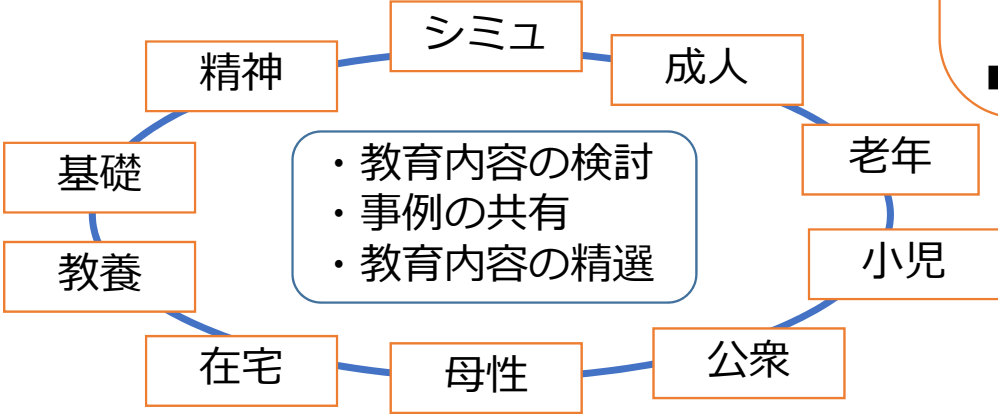 シミュ
精神
成人
基礎
老年
・教育内容の検討
・事例の共有
・教育内容の精選
教養
小児
在宅
母性
公衆